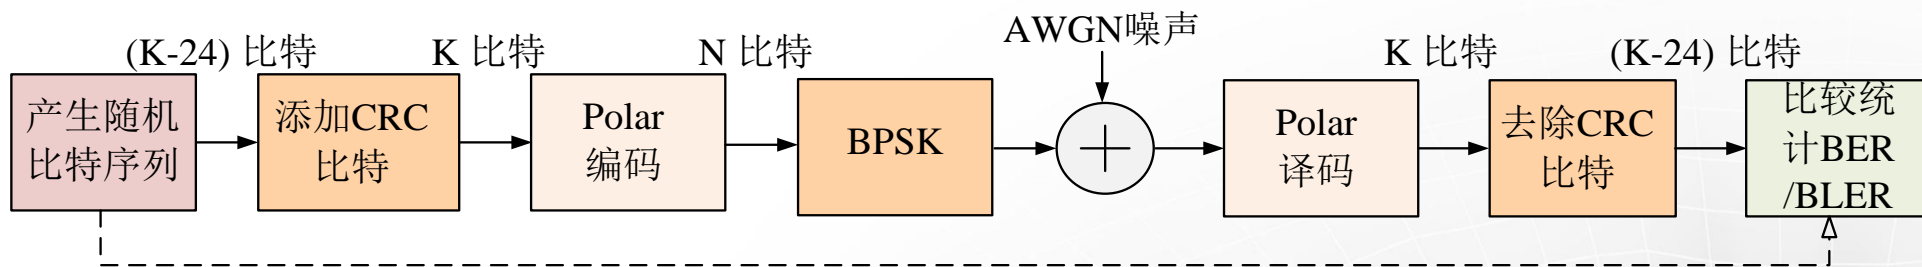 AWGN噪声
(K-24) 比特
K 比特
N 比特
K 比特
(K-24) 比特
产生随机
比特序列
添加CRC
比特
Polar
编码
BPSK
Polar
译码
去除CRC
比特
比较统
计BER
/BLER